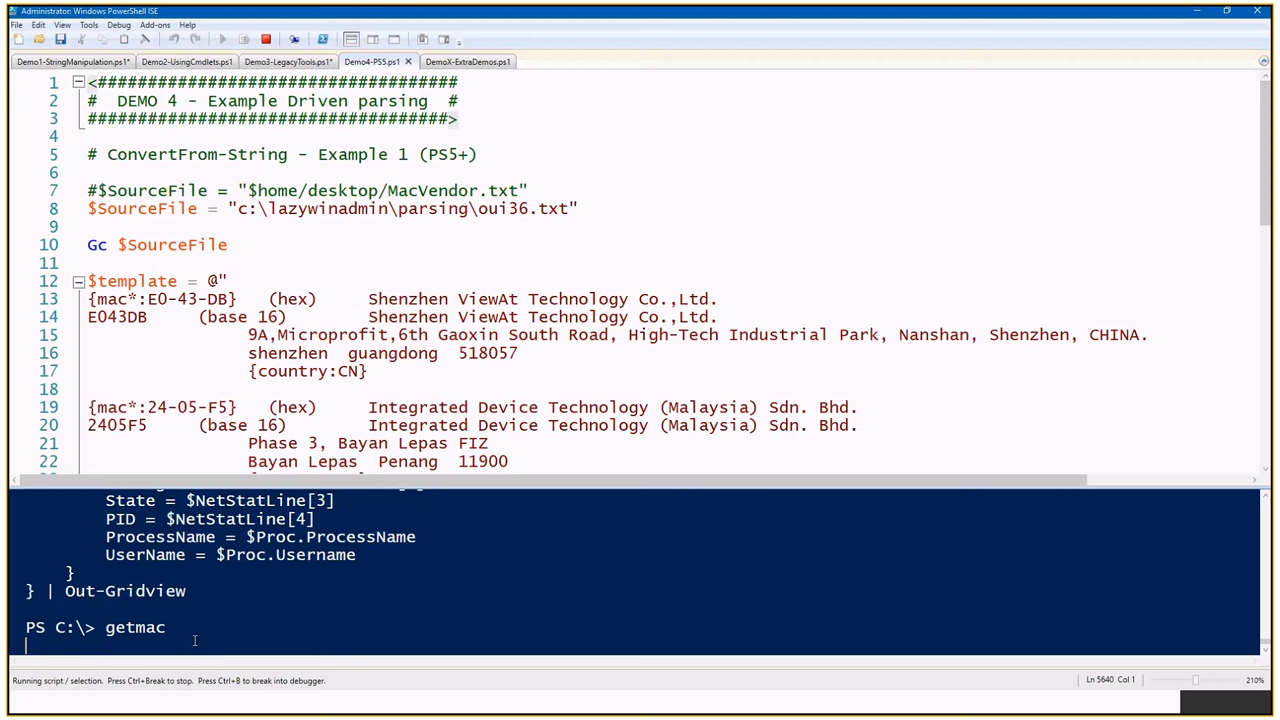 Administrator: Windows PowerShell ISE
File Edit View Tools Debug Add-ons Help
Demo1-StringManipulation.ps1* Demo2-UsingCmdlets.ps1 Demo3-LegacyTools.ps1* Demo4-PS5.ps1 DemoX-ExtraDemos.ps1
1 <####################################
2 # DEMO 4 - Example Driven parsing #
3 ####################################>
4
5 # ConvertFrom-String - Example 1 (PS5+)
6
7 #$SourceFile = "$home/desktop/MacVendor.txt"
8 $SourceFile = "c:\lazywinadmin\parsing\oui36.txt"
9
10 Gc $SourceFile
11
12 $template = @"
13 {mac*:E0-43-DB} (hex) Shenzhen ViewAt Technology Co.,Ltd.
14 E043DB (base 16) Shenzhen ViewAt Technology Co.,Ltd.
15 9A,Microprofit,6th Gaoxin South Road, High-Tech Industrial Park, Nanshan, Shenzhen, CHINA.
16 shenzhen guangdong 518057
17 {country:CN}
18
19 {mac*:24-05-F5} (hex) Integrated Device Technology (Malaysia) Sdn. Bhd.
20 2405F5 (base 16) Integrated Device Technology (Malaysia) Sdn. Bhd.
21 Phase 3, Bayan Lepas FIZ
22 Bayan Lepas Penang 11900
State = $NetStatLine[3]
PID = $NetStatLine[4]
ProcessName = $Proc.ProcessName
UserName = $Proc.Username
}
} | Out-Gridview
PS C:\> getmac
Running script / selection. Press Ctrl+Break to stop. Press Ctrl+B to break into debugger. Ln 5640 Col 1 210%